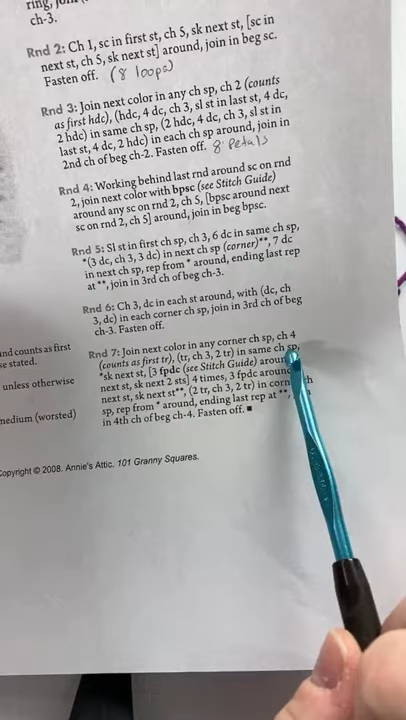 ring, join
ch-3.
Rnd 2: Ch 1, sc in first st, ch 5, sk next st, [sc in
next st, ch 5, sk next st] around, join in beg sc.
Fasten off. (8 loops)
Rnd 3: Join next color in any ch sp, ch 2 (counts
as first hdc), (hdc, 4 dc, ch 3, sl st in last st, 4 dc,
2 hdc) in same ch sp, (2 hdc, 4 dc, ch 3, sl st in
last st, 4 dc, 2 hdc) in each ch sp around, join in
2nd ch of beg ch-2. Fasten off. 8 Petals
Rnd 4: Working behind last rnd around sc on rnd
2, join next color with bpsc (see Stitch Guide)
around any sc on rnd 2, ch 5, [bpsc around next
sc on rnd 2, ch 5] around, join in beg bpsc.
Rnd 5: Sl st in first ch sp, ch 3, 6 dc in same ch sp,
*(3 dc, ch 3, 3 dc) in next ch sp (corner)**, 7 dc
in next ch sp, rep from * around, ending last rep
at **, join in 3rd ch of beg ch-3.
Rnd 6: Ch 3, dc in each st around, with (dc, ch
3, dc) in each corner ch sp, join in 3rd ch of beg
ch-3. Fasten off.
Rnd 7: Join next color in any corner ch sp, ch 4
(counts as first tr), (tr, ch 3, 2 tr) in same ch sp,
*sk next st, [3 fpdc (see Stitch Guide) around
next st, sk next 2 sts] 4 times, 3 fpdc around
next st, sk next st**, (2 tr, ch 3, 2 tr) in corner ch
sp, rep from * around, ending last rep at **,
in 4th ch of beg ch-4. Fasten off. ■
and counts as first
se stated.
unless otherwise
medium (worsted)
Copyright © 2008. Annie's Attic. 101 Granny Squares.